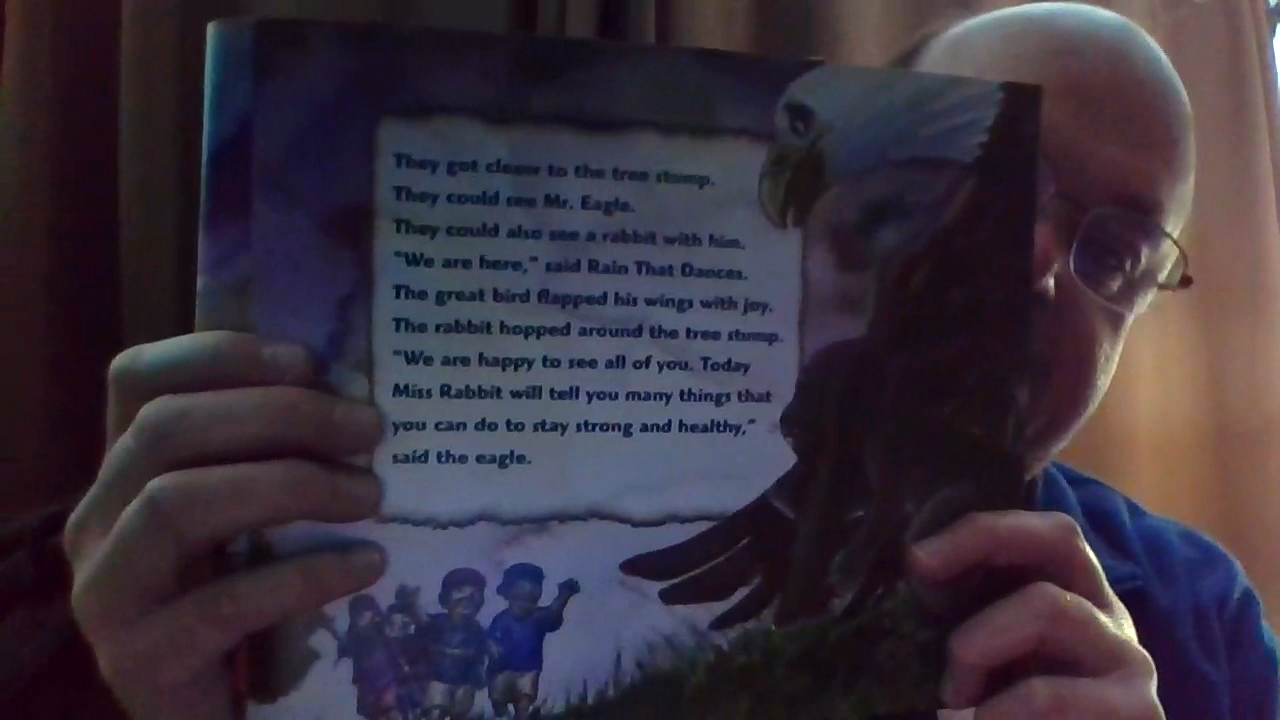 They got closer to the tree stump.
They could see Mr. Eagle.
They could also see a rabbit with him.
"We are here," said Rain That Dances.
The great bird flapped his wings with joy.
The rabbit hopped around the tree stump.
"We are happy to see all of you. Today
Miss Rabbit will tell you many things that
you can do to stay strong and healthy,"
said the eagle.